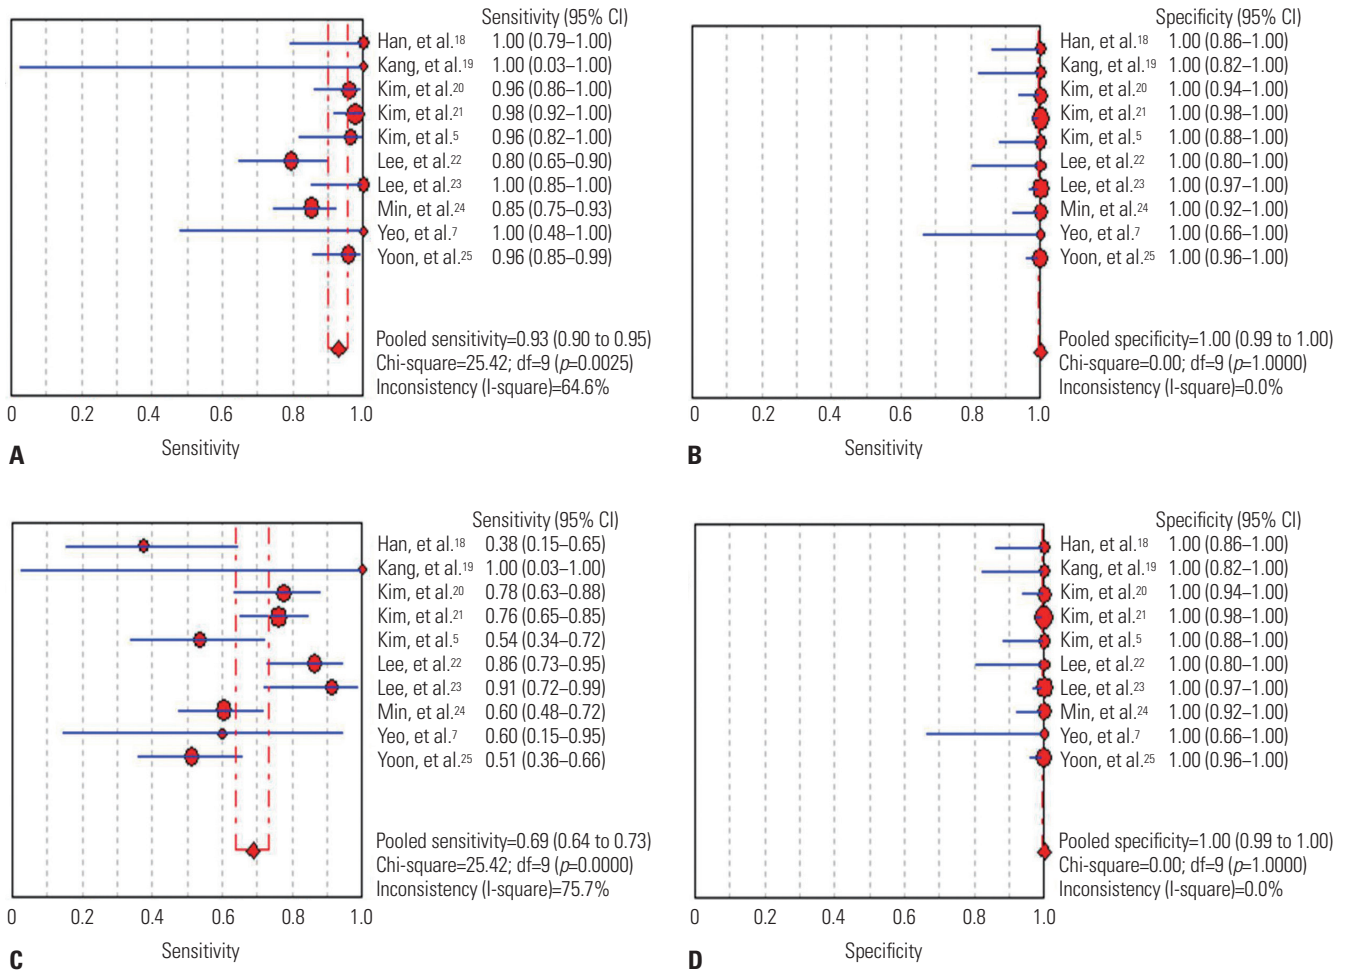 Sensitivity (95% CI)
Han, et al.18 1.00 (0.79–1.00)
Kang, et al.19 1.00 (0.03–1.00)
Kim, et al.20 0.96 (0.86–1.00)
Kim, et al.21 0.98 (0.92–1.00)
Kim, et al.5 0.96 (0.82–1.00)
Lee, et al.22 0.80 (0.65–0.90)
Lee, et al.23 1.00 (0.85–1.00)
Min, et al.24 0.85 (0.75–0.93)
Yeo, et al.7 1.00 (0.48–1.00)
Yoon, et al.25 0.96 (0.85–0.99)
Pooled sensitivity=0.93 (0.90 to 0.95)
Chi-square=25.42; df=9 (p=0.0025)
Inconsistency (I-square)=64.6%
0 0.2 0.4 0.6 0.8 1.0
Sensitivity
A
Specificity (95% CI)
Han, et al.18 1.00 (0.86–1.00)
Kang, et al.19 1.00 (0.82–1.00)
Kim, et al.20 1.00 (0.94–1.00)
Kim, et al.21 1.00 (0.98–1.00)
Kim, et al.5 1.00 (0.88–1.00)
Lee, et al.22 1.00 (0.80–1.00)
Lee, et al.23 1.00 (0.97–1.00)
Min, et al.24 1.00 (0.92–1.00)
Yeo, et al.7 1.00 (0.66–1.00)
Yoon, et al.25 1.00 (0.96–1.00)
Pooled specificity=1.00 (0.99 to 1.00)
Chi-square=0.00; df=9 (p=1.0000)
Inconsistency (I-square)=0.0%
0 0.2 0.4 0.6 0.8 1.0
Sensitivity
B
Sensitivity (95% CI)
Han, et al.18 0.38 (0.15–0.65)
Kang, et al.19 1.00 (0.03–1.00)
Kim, et al.20 0.78 (0.63–0.88)
Kim, et al.21 0.76 (0.65–0.85)
Kim, et al.5 0.54 (0.34–0.72)
Lee, et al.22 0.86 (0.73–0.95)
Lee, et al.23 0.91 (0.72–0.99)
Min, et al.24 0.60 (0.48–0.72)
Yeo, et al.7 0.60 (0.15–0.95)
Yoon, et al.25 0.51 (0.36–0.66)
Pooled sensitivity=0.69 (0.64 to 0.73)
Chi-square=25.42; df=9 (p=0.0000)
Inconsistency (I-square)=75.7%
0 0.2 0.4 0.6 0.8 1.0
Sensitivity
C
Specificity (95% CI)
Han, et al.18 1.00 (0.86–1.00)
Kang, et al.19 1.00 (0.82–1.00)
Kim, et al.20 1.00 (0.94–1.00)
Kim, et al.21 1.00 (0.98–1.00)
Kim, et al.5 1.00 (0.88–1.00)
Lee, et al.22 1.00 (0.80–1.00)
Lee, et al.23 1.00 (0.97–1.00)
Min, et al.24 1.00 (0.92–1.00)
Yeo, et al.7 1.00 (0.66–1.00)
Yoon, et al.25 1.00 (0.96–1.00)
Pooled specificity=1.00 (0.99 to 1.00)
Chi-square=0.00; df=9 (p=1.0000)
Inconsistency (I-square)=0.0%
0 0.2 0.4 0.6 0.8 1.0
Specificity
D